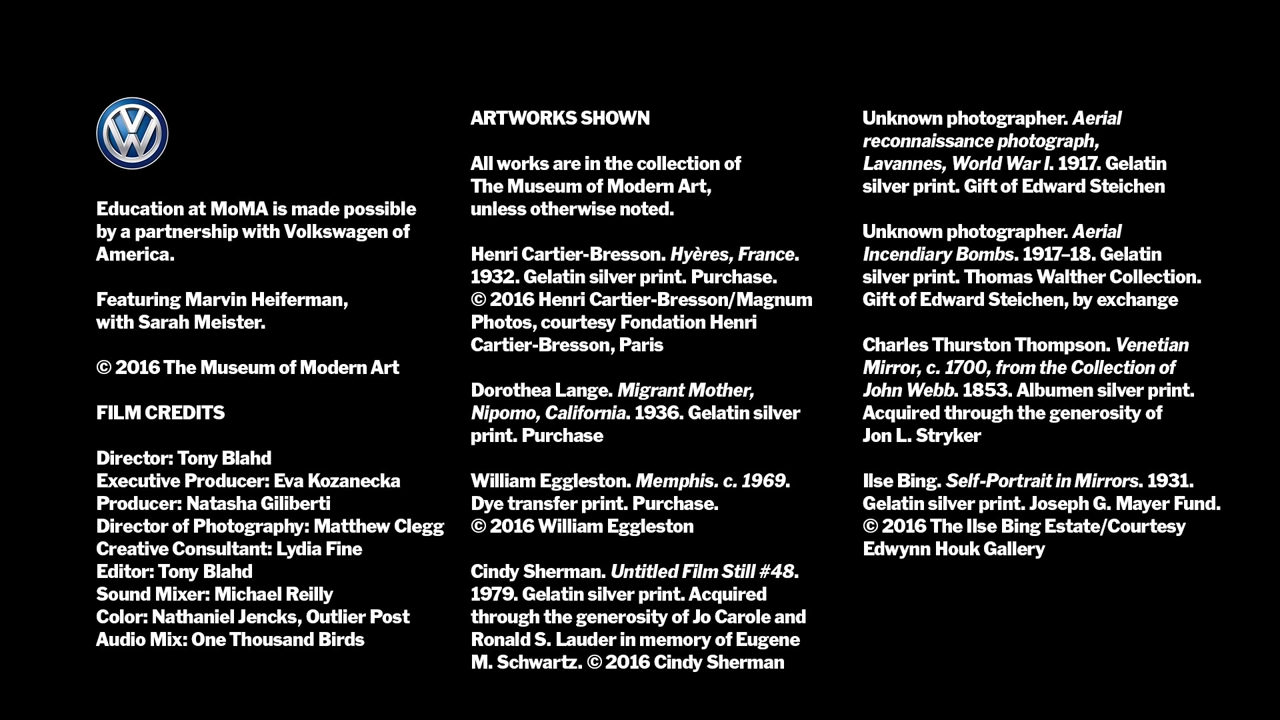 Education at MoMA is made possible
by a partnership with Volkswagen of
America.
Featuring Marvin Heiferman,
with Sarah Meister.
© 2016 The Museum of Modern Art
FILM CREDITS
Director: Tony Blahd
Executive Producer: Eva Kozanecka
Producer: Natasha Giliberti
Director of Photography: Matthew Clegg
Creative Consultant: Lydia Fine
Editor: Tony Blahd
Sound Mixer: Michael Reilly
Color: Nathaniel Jencks, Outlier Post
Audio Mix: One Thousand Birds
ARTWORKS SHOWN
All works are in the collection of
The Museum of Modern Art,
unless otherwise noted.
Henri Cartier-Bresson. Hyères, France.
1932. Gelatin silver print. Purchase.
© 2016 Henri Cartier-Bresson/Magnum
Photos, courtesy Fondation Henri
Cartier-Bresson, Paris
Dorothea Lange. Migrant Mother,
Nipomo, California. 1936. Gelatin silver
print. Purchase
William Eggleston. Memphis. c. 1969.
Dye transfer print. Purchase.
© 2016 William Eggleston
Cindy Sherman. Untitled Film Still #48.
1979. Gelatin silver print. Acquired
through the generosity of Jo Carole and
Ronald S. Lauder in memory of Eugene
M. Schwartz. © 2016 Cindy Sherman
Unknown photographer. Aerial
reconnaissance photograph,
Lavannes, World War I. 1917. Gelatin
silver print. Gift of Edward Steichen
Unknown photographer. Aerial
Incendiary Bombs. 1917–18. Gelatin
silver print. Thomas Walther Collection.
Gift of Edward Steichen, by exchange
Charles Thurston Thompson. Venetian
Mirror, c. 1700, from the Collection of
John Webb. 1853. Albumen silver print.
Acquired through the generosity of
Jon L. Stryker
Ilse Bing. Self-Portrait in Mirrors. 1931.
Gelatin silver print. Joseph G. Mayer Fund.
© 2016 The Ilse Bing Estate/Courtesy
Edwynn Houk Gallery